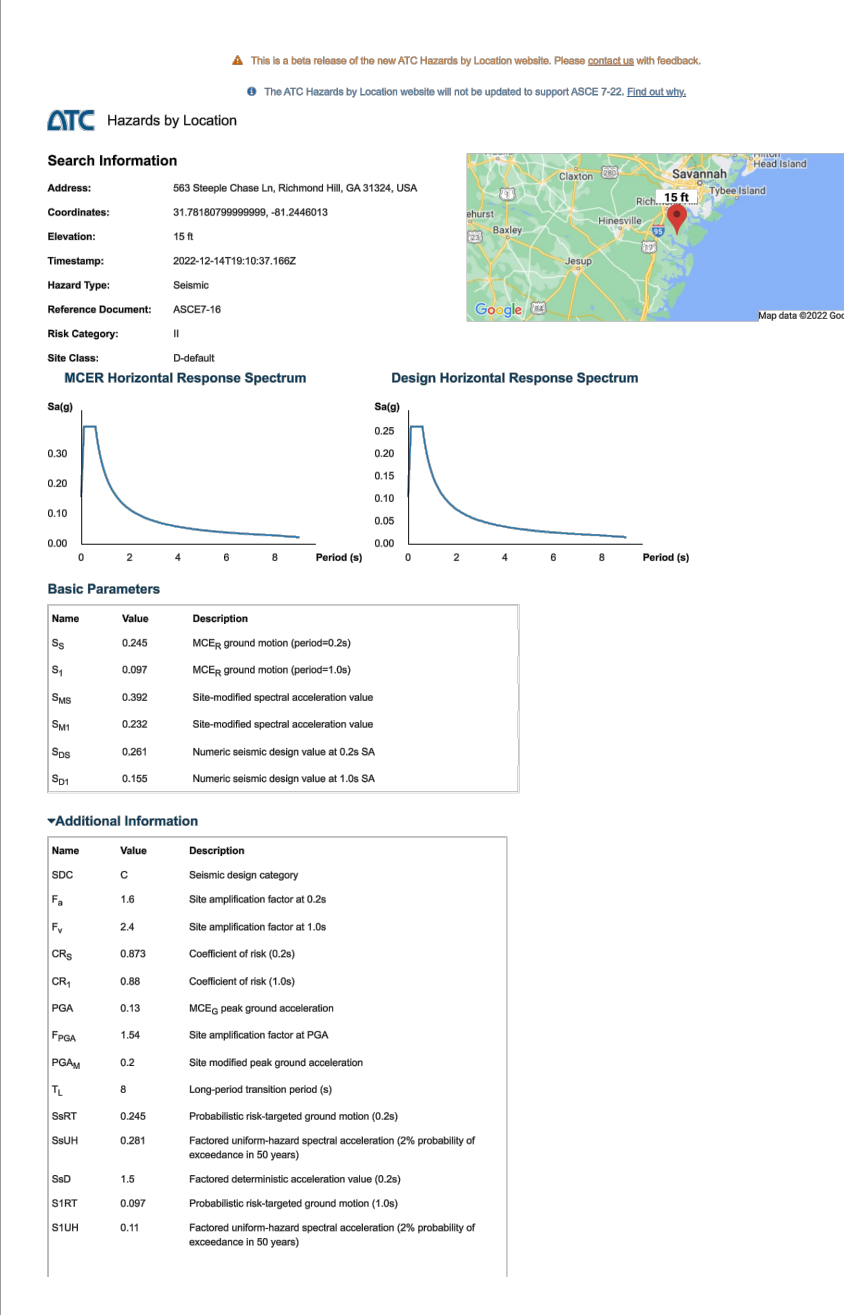 This is a beta release of the new ATC Hazards by Location website. Please contact us with feedback.
The ATC Hazards by Location website will not be updated to support ASCE 7-22. Find out why.
ATC Hazards by Location
Search Information
Address: 563 Steeple Chase Ln, Richmond Hill, GA 31324, USA
Coordinates: 31.78180799999999, -81.2446013
Elevation: 15 ft
Timestamp: 2022-12-14T19:10:37.166Z
Hazard Type: Seismic
Reference Document: ASCE7-16
Risk Category: II
Site Class: D-default
Hilton
Head Island
Claxton
280
Savannah
Tybee Island
1
15 ft
ehurst
Baxley
23
Hinesville
95
17
Jesup
Google
84
Map data ©2022 Goo
MCER Horizontal Response Spectrum
Sa(g)
0.30
0.20
0.10
0.00
0 2 4 6 8 Period (s)
Design Horizontal Response Spectrum
Sa(g)
0.25
0.20
0.15
0.10
0.05
0.00
0 2 4 6 8 Period (s)
Basic Parameters
Name Value Description
SS 0.245 MCER ground motion (period=0.2s)
S1 0.097 MCER ground motion (period=1.0s)
SMS 0.392 Site-modified spectral acceleration value
SM1 0.232 Site-modified spectral acceleration value
SDS 0.261 Numeric seismic design value at 0.2s SA
SD1 0.155 Numeric seismic design value at 1.0s SA
Additional Information
Name Value Description
SDC C Seismic design category
Fa 1.6 Site amplification factor at 0.2s
Fv 2.4 Site amplification factor at 1.0s
CRS 0.873 Coefficient of risk (0.2s)
CR1 0.88 Coefficient of risk (1.0s)
PGA 0.13 MCEG peak ground acceleration
FPGA 1.54 Site amplification factor at PGA
PGAM 0.2 Site modified peak ground acceleration
TL 8 Long-period transition period (s)
SsRT 0.245 Probabilistic risk-targeted ground motion (0.2s)
SsUH 0.281 Factored uniform-hazard spectral acceleration (2% probability of
exceedance in 50 years)
SsD 1.5 Factored deterministic acceleration value (0.2s)
S1RT 0.097 Probabilistic risk-targeted ground motion (1.0s)
S1UH 0.11 Factored uniform-hazard spectral acceleration (2% probability of
exceedance in 50 years)